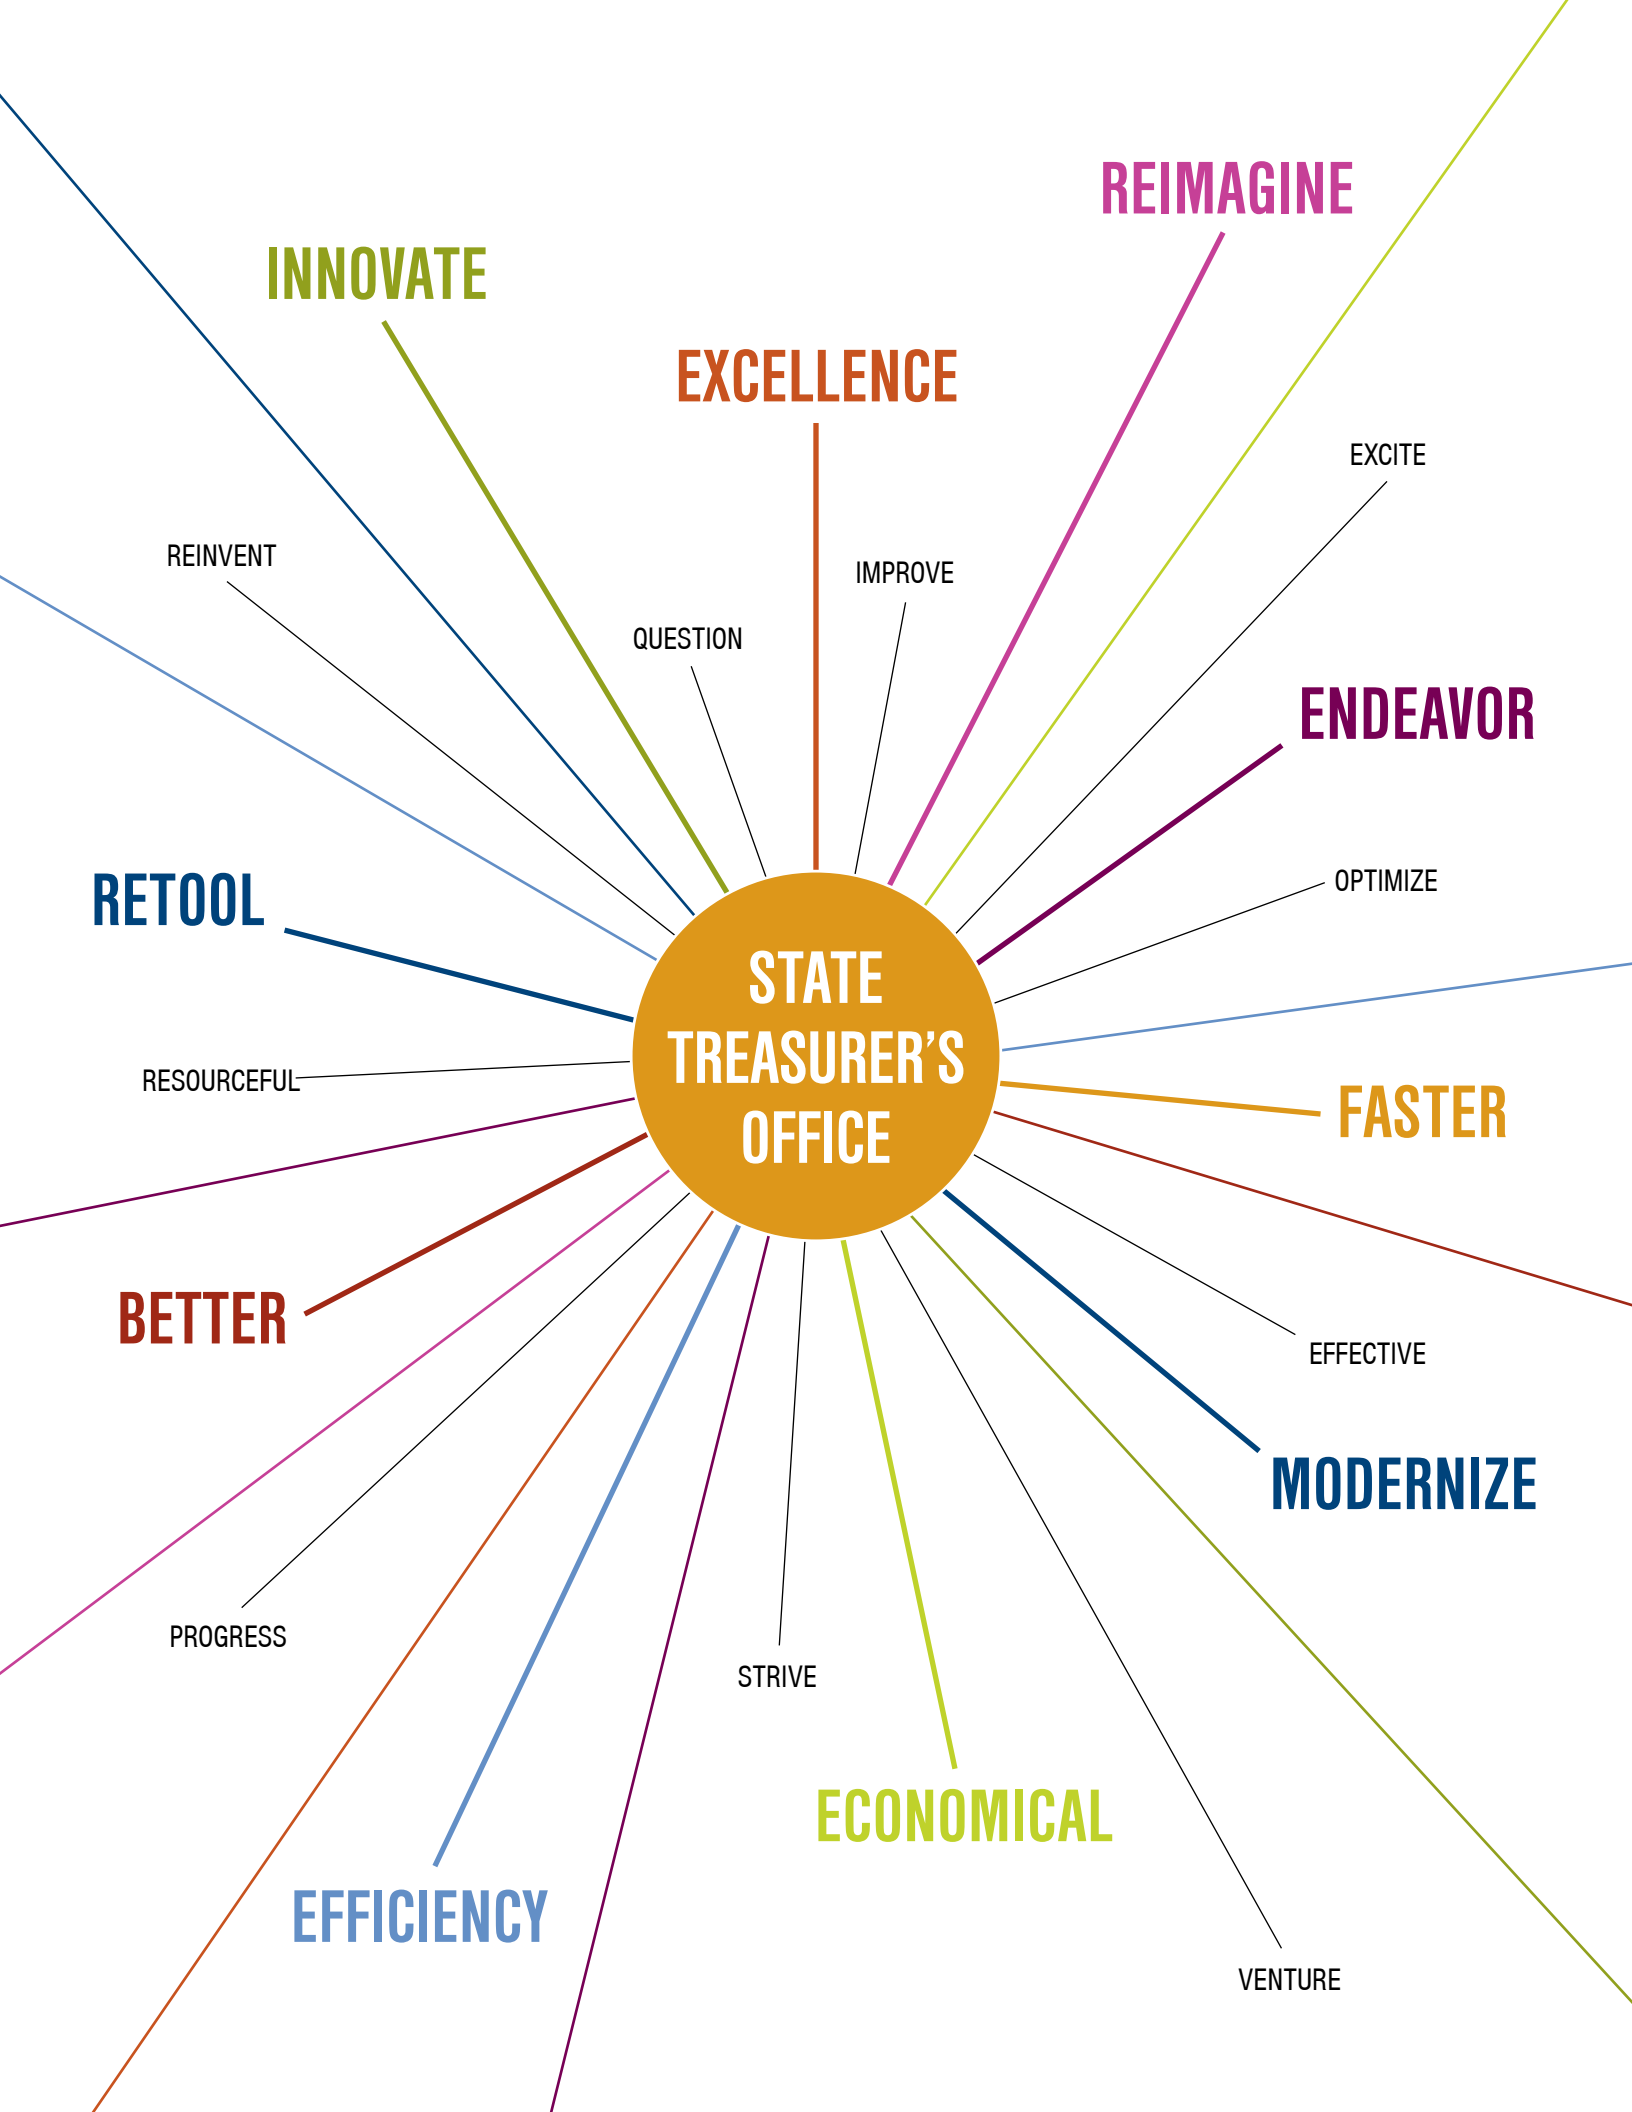 REIMAGINE
INNOVATE
EXCELLENCE
EXCITE
REINVENT
IMPROVE
QUESTION
ENDEAVOR
OPTIMIZE
RETOOL
STATE
TREASURER’S
OFFICE
RESOURCEFUL
FASTER
BETTER
EFFECTIVE
MODERNIZE
PROGRESS
STRIVE
ECONOMICAL
EFFICIENCY
VENTURE